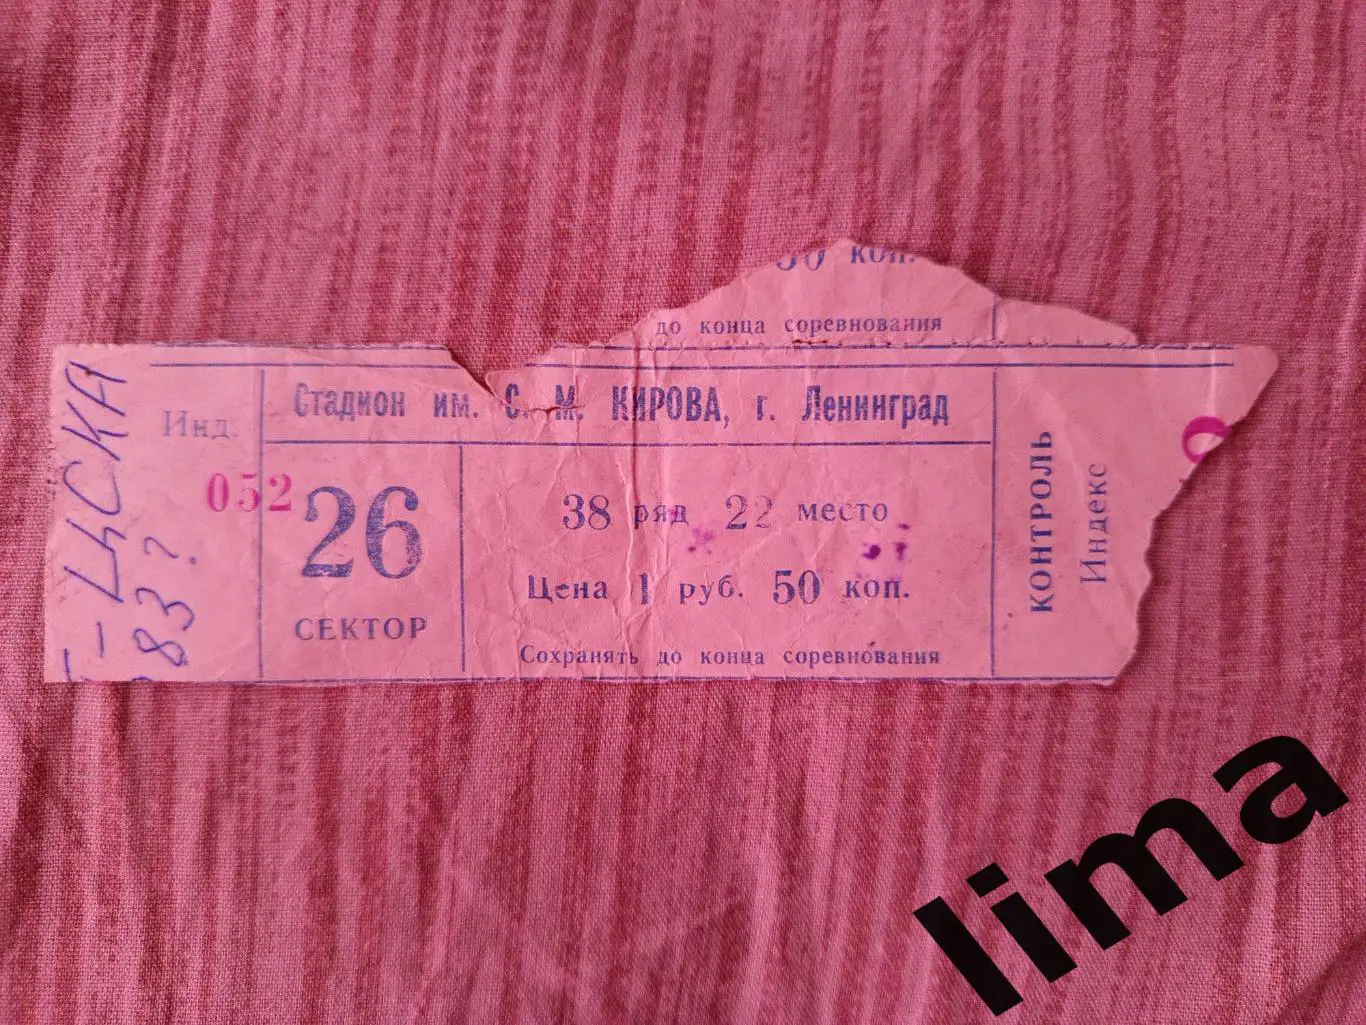 50 коп.
до конца соревнования
Стадион им. С. М. КИРОВА, г. Ленинград
Инд.
052
26
СЕКТОР
38 ряд 22 место
Цена 1 руб. 50 коп.
Сохранять до конца соревнования
КОНТРОЛЬ
Индекс
- ЦСКА
83?
lima